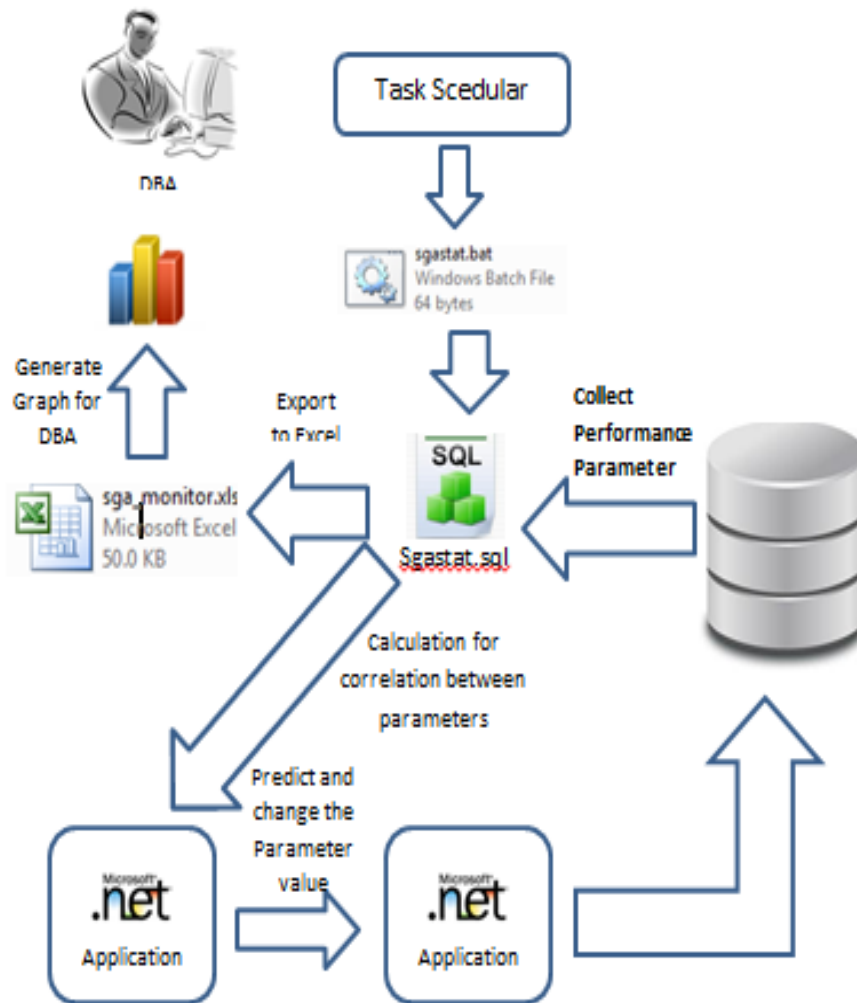 Task Scedular
DBA
sgastat.bat
Windows Batch File
64 bytes
Generate
Graph for
DBA
Export
to Excel
Collect
Performance
Parameter
SQL
Sgastat.sql
sga_monitor.xls
Microsoft Excel
50.0 KB
Calculation for
correlation between
parameters
Predict and
change the
Parameter
value
Microsoft
.net
Application
Microsoft
.net
Application